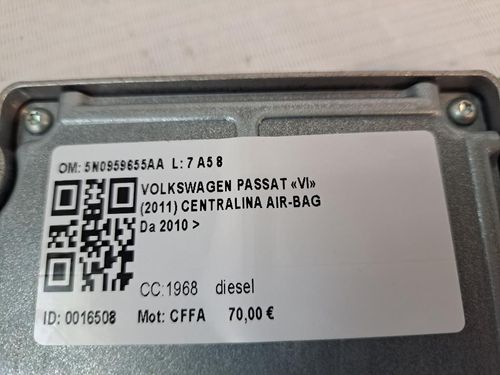 OM: 5N0959655AA L: 7 A5 8
VOLKSWAGEN PASSAT «VI»
(2011) CENTRALINA AIR-BAG
Da 2010 >
CC:1968 diesel
ID: 0016508 Mot: CFFA 70,00 €